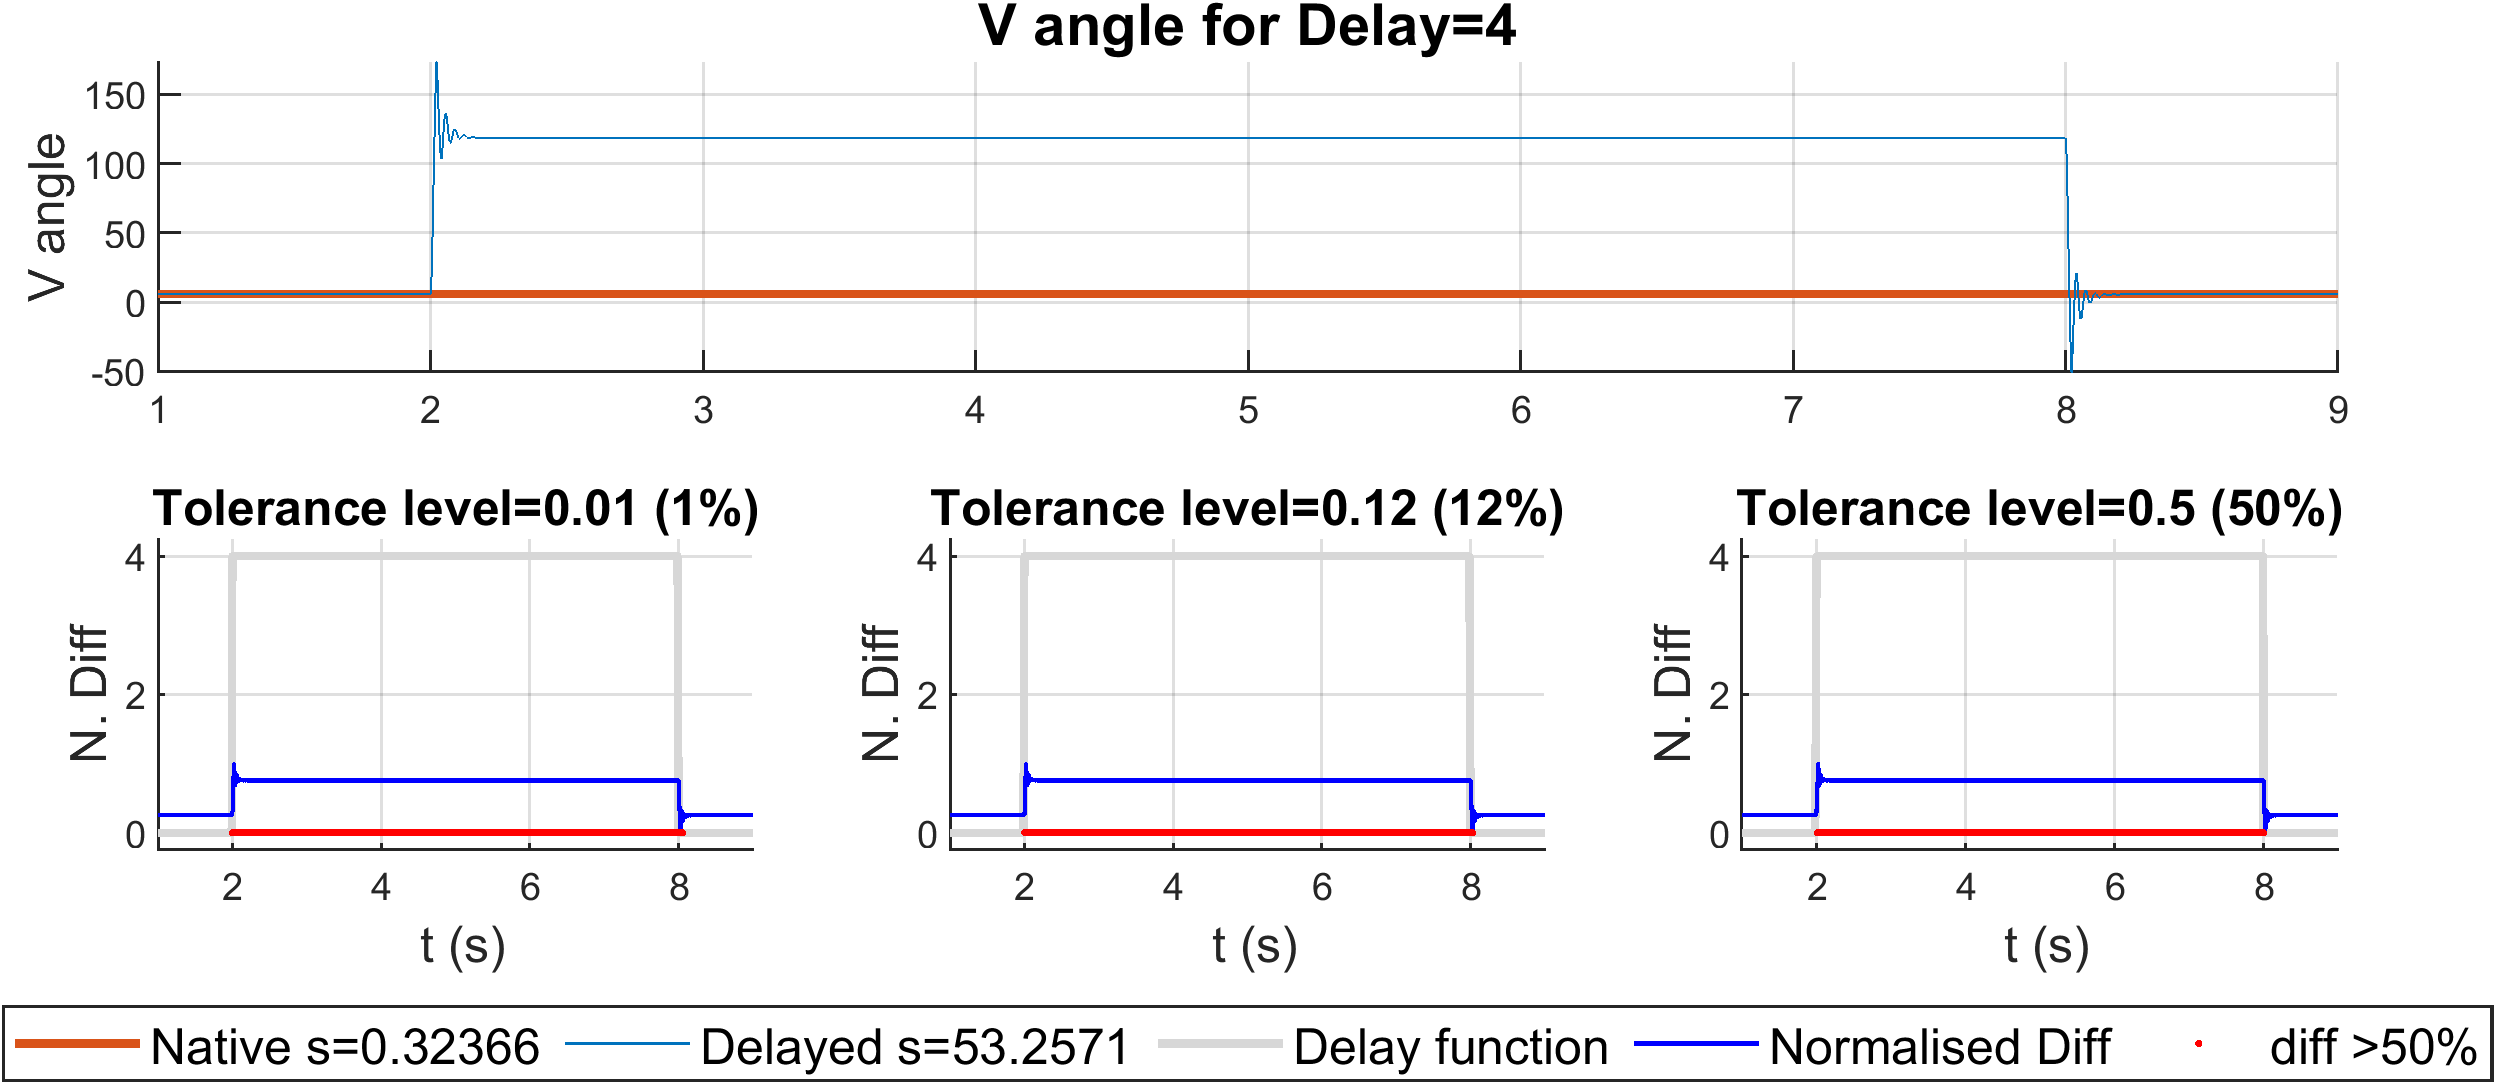 V angle for Delay=4
V angle
150
100
50
0
-50
1 2 3 4 5 6 7 8 9
Tolerance level=0.01 (1%)
N. Diff
4
2
0
2 4 6 8
t (s)
Tolerance level=0.12 (12%)
N. Diff
4
2
0
2 4 6 8
t (s)
Tolerance level=0.5 (50%)
N. Diff
4
2
0
2 4 6 8
t (s)
Native s=0.32366 Delayed s=53.2571 Delay function Normalised Diff diff >50%